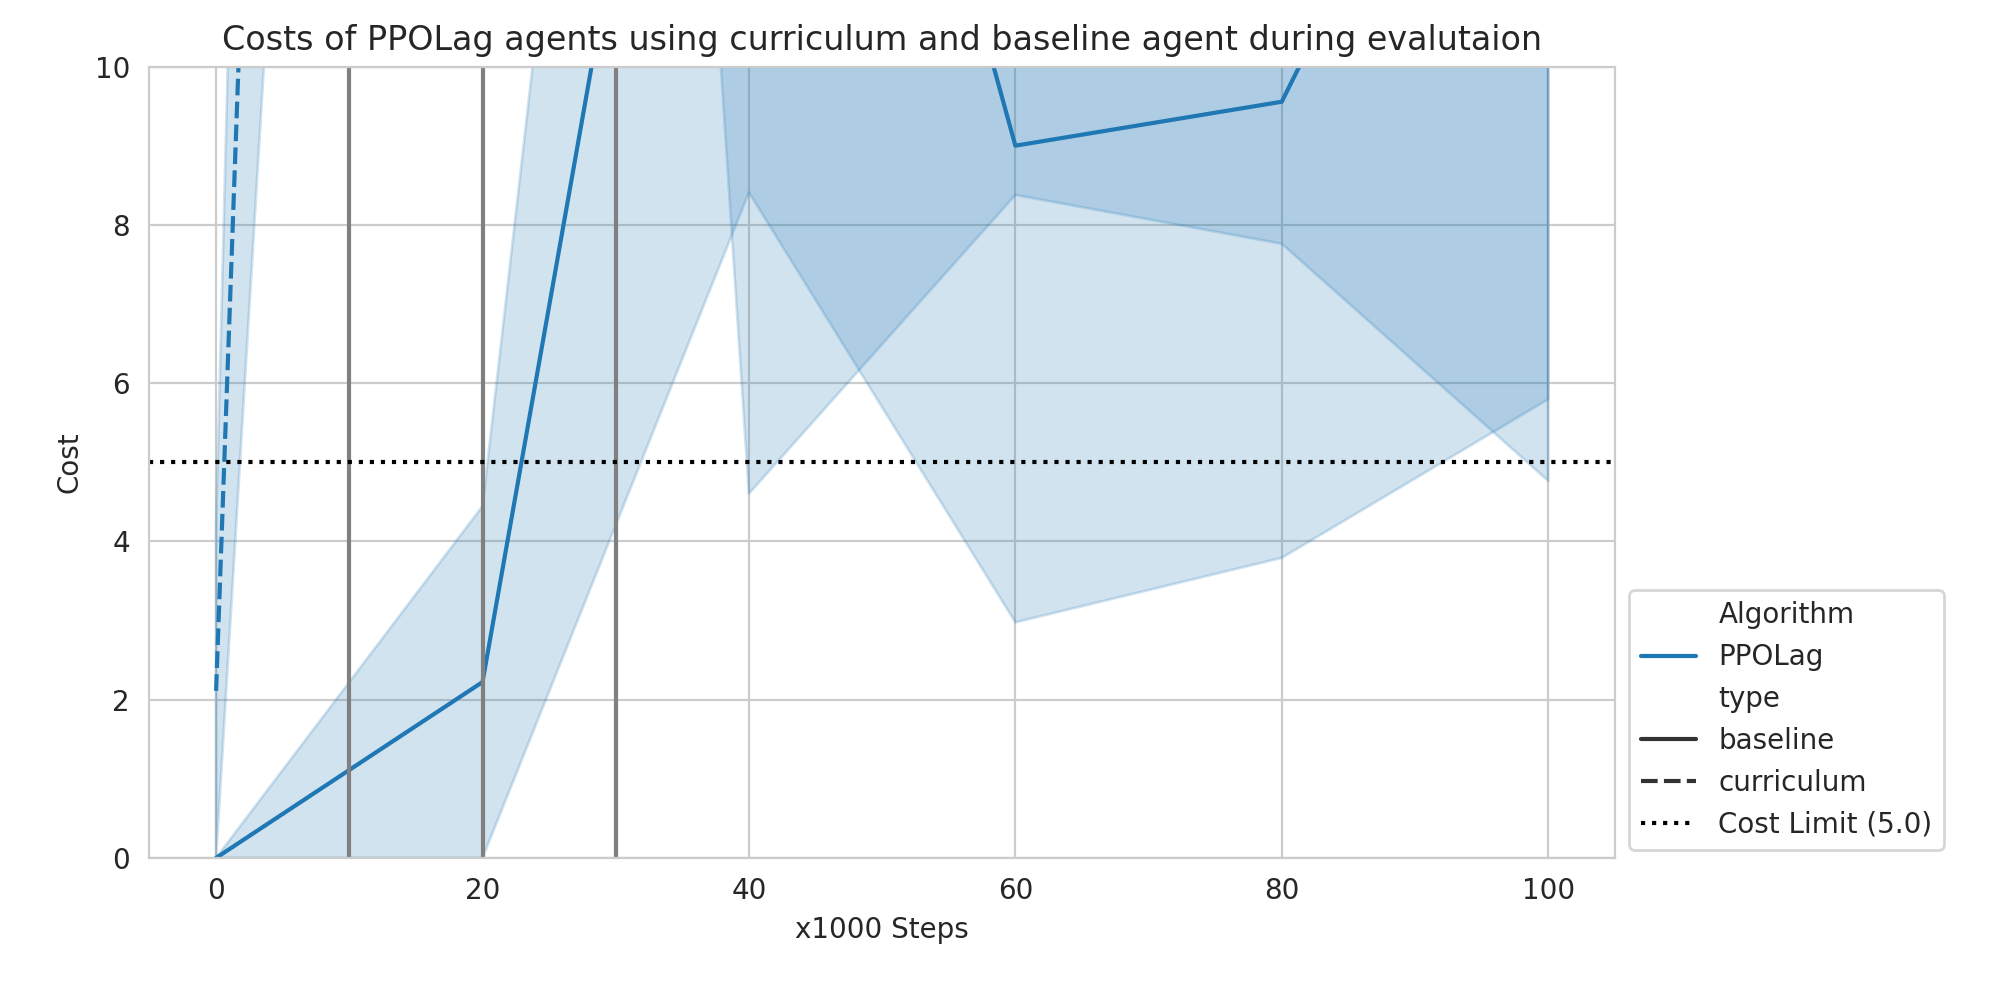 Costs of PPOLag agents using curriculum and baseline agent during evalutaion
10
8
6
4
2
0
Cost
0 20 40 60 80 100
x1000 Steps
Algorithm
PPOLag
type
baseline
curriculum
Cost Limit (5.0)